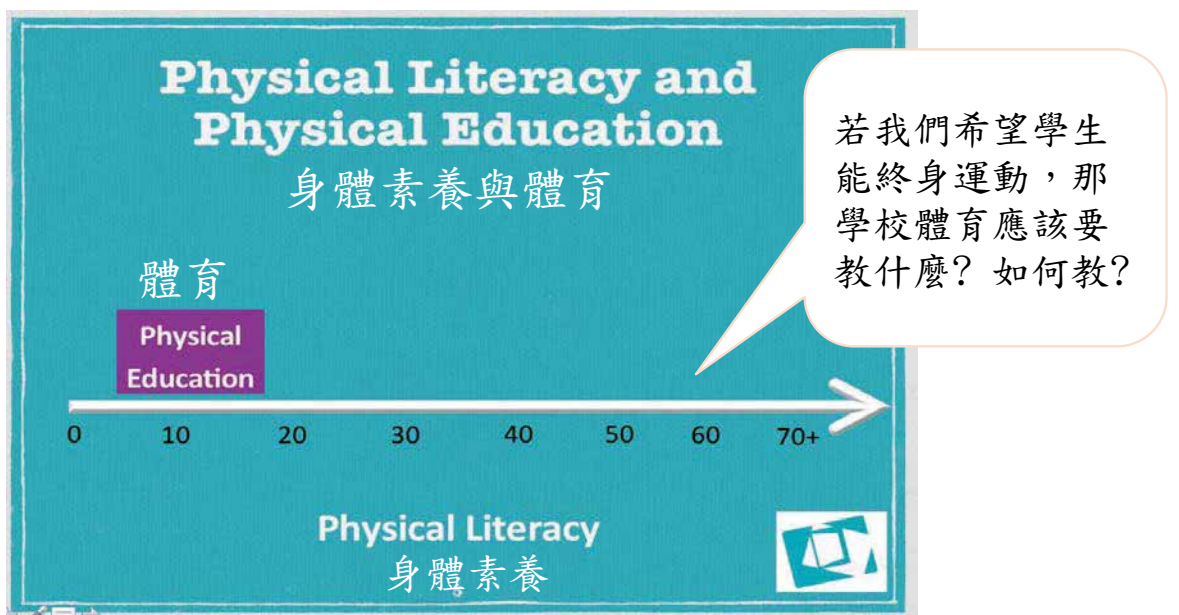 Physical Literacy and
Physical Education
身體素養與體育
若我們希望學生
能終身運動，那
學校體育應該要
教什麼? 如何教?
體育
Physical
Education
0 10 20 30 40 50 60 70+
Physical Literacy
身體素養